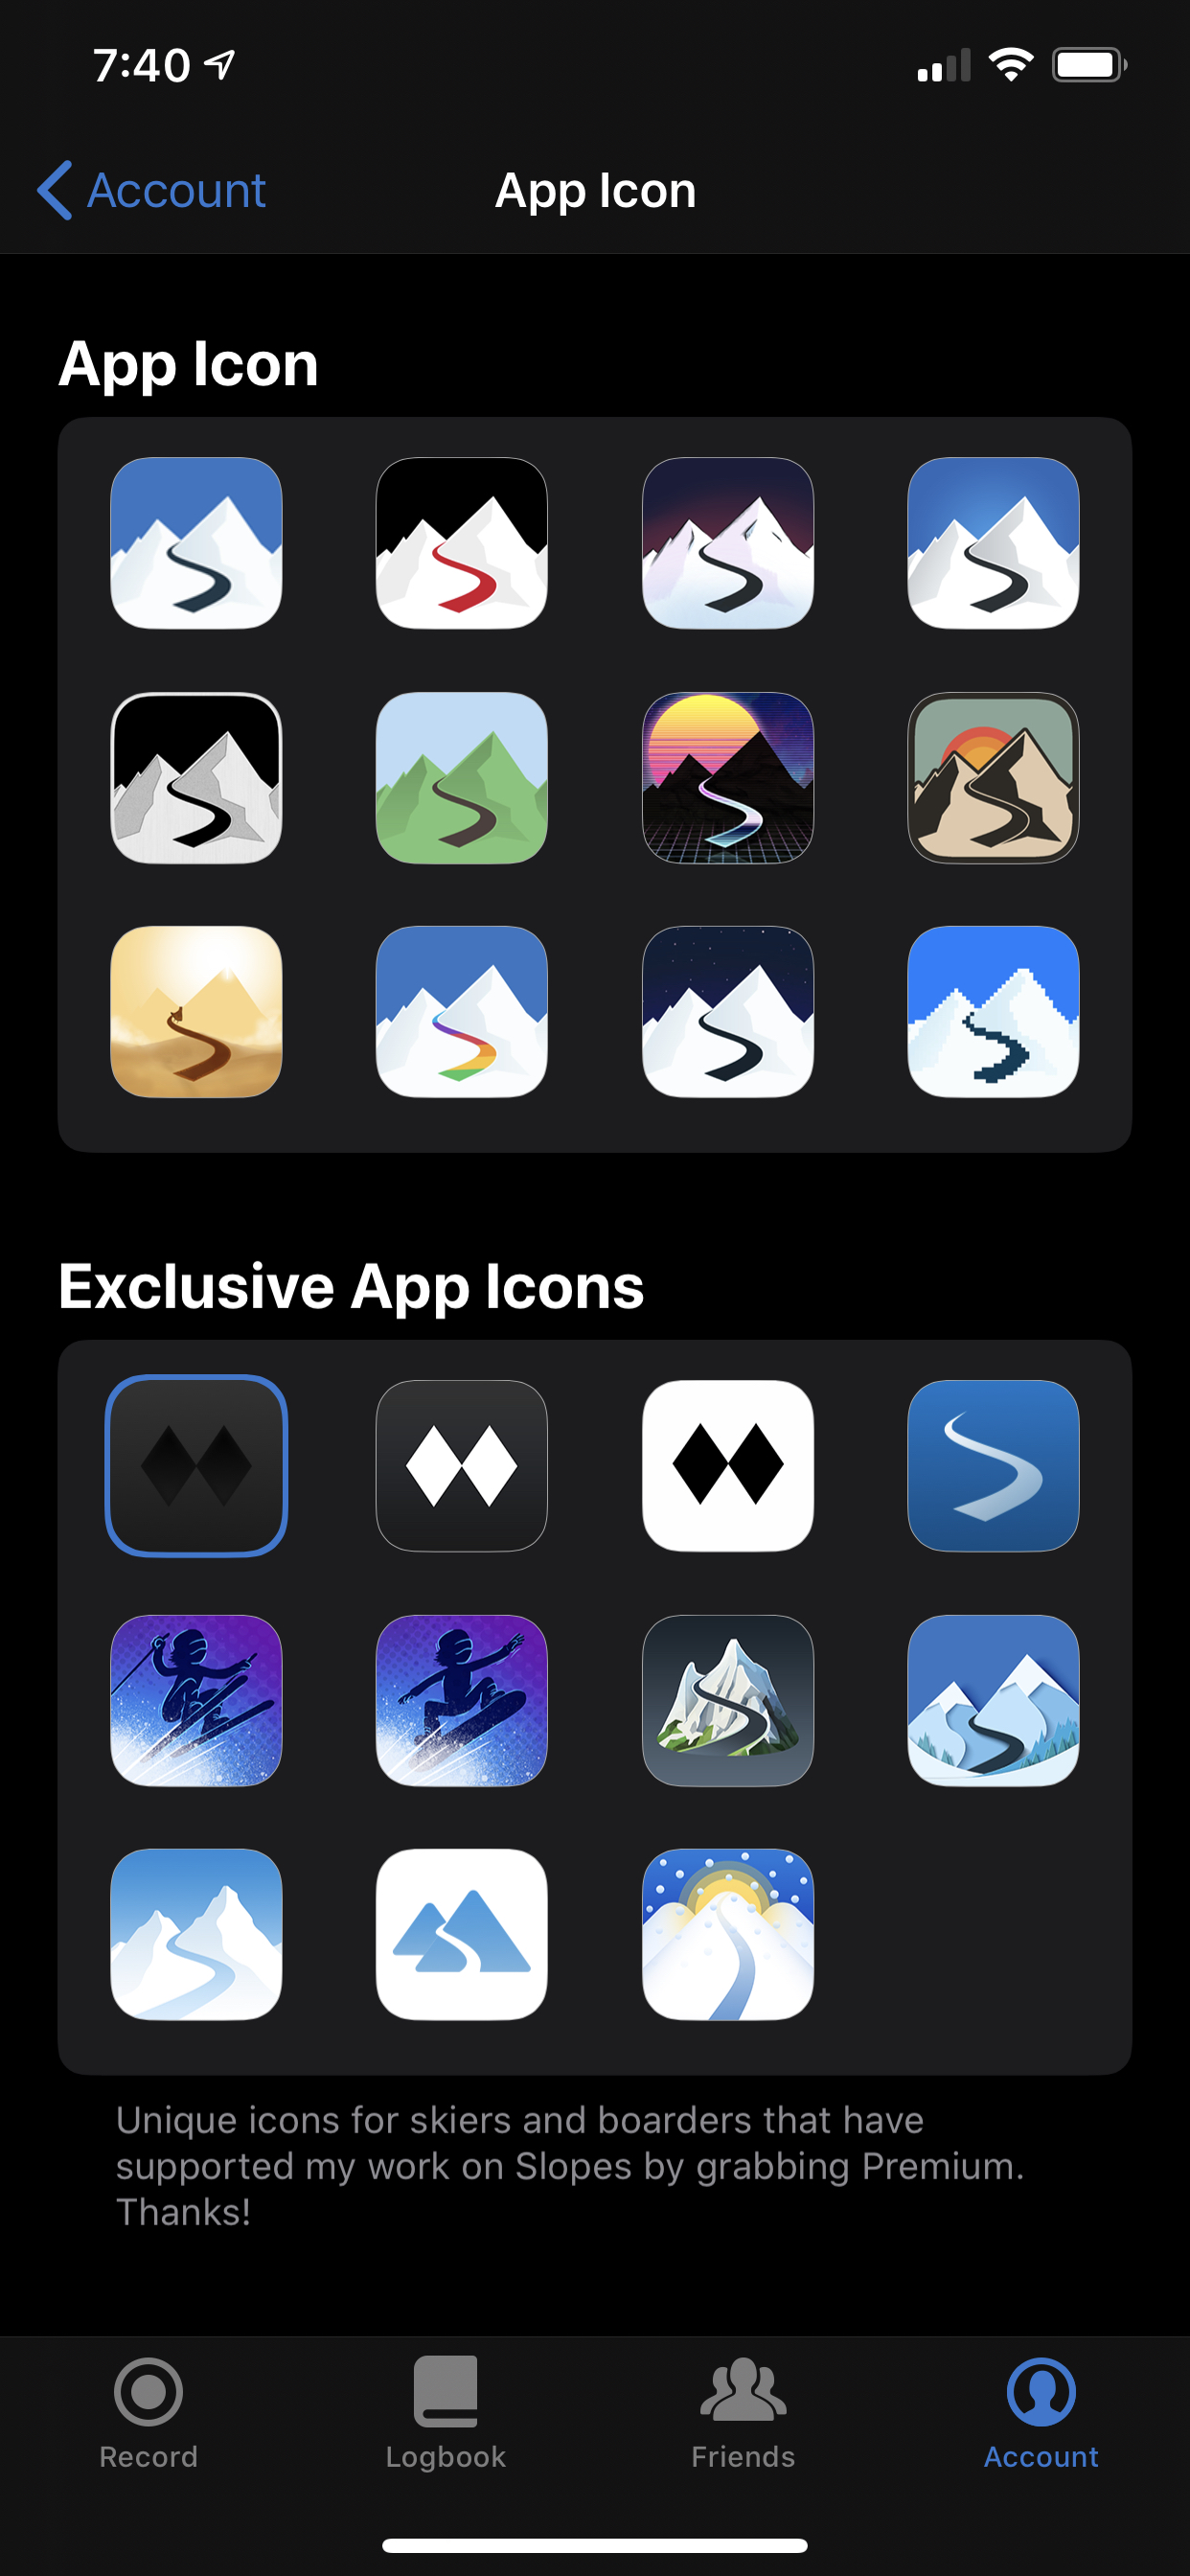 7:40
Account
App Icon
App Icon
Exclusive App Icons
Unique icons for skiers and boarders that have
supported my work on Slopes by grabbing Premium.
Thanks!
Record
Logbook
Friends
Account